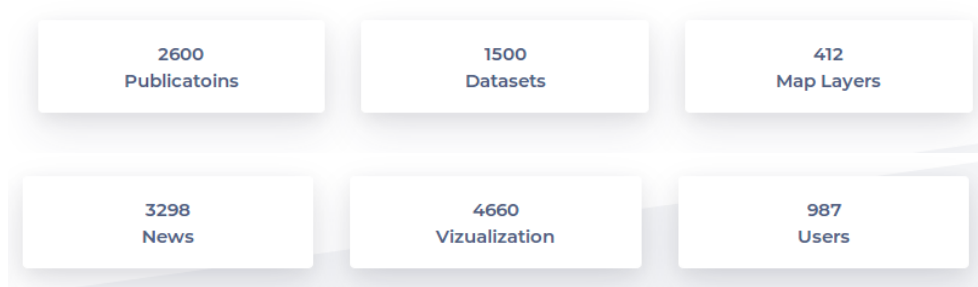 2600
Publicatoins
1500
Datasets
412
Map Layers
3298
News
4660
Vizualization
987
Users